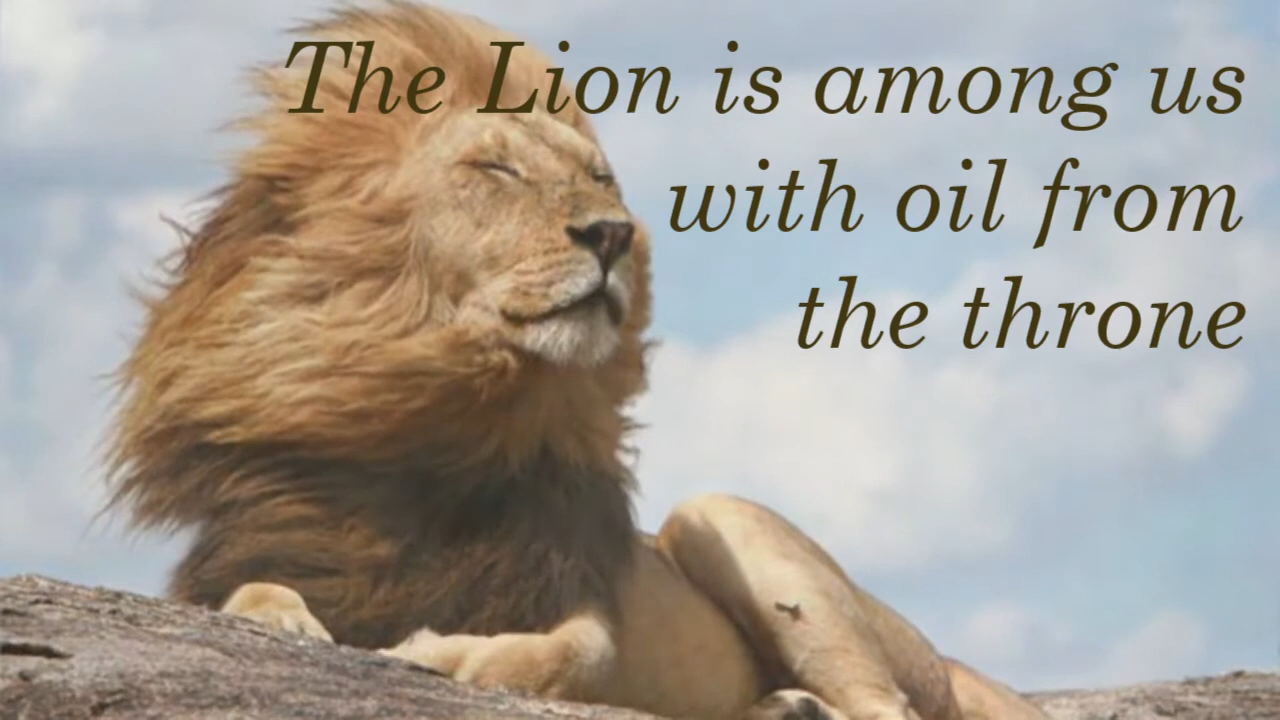 The Lion is among us
with oil from
the throne